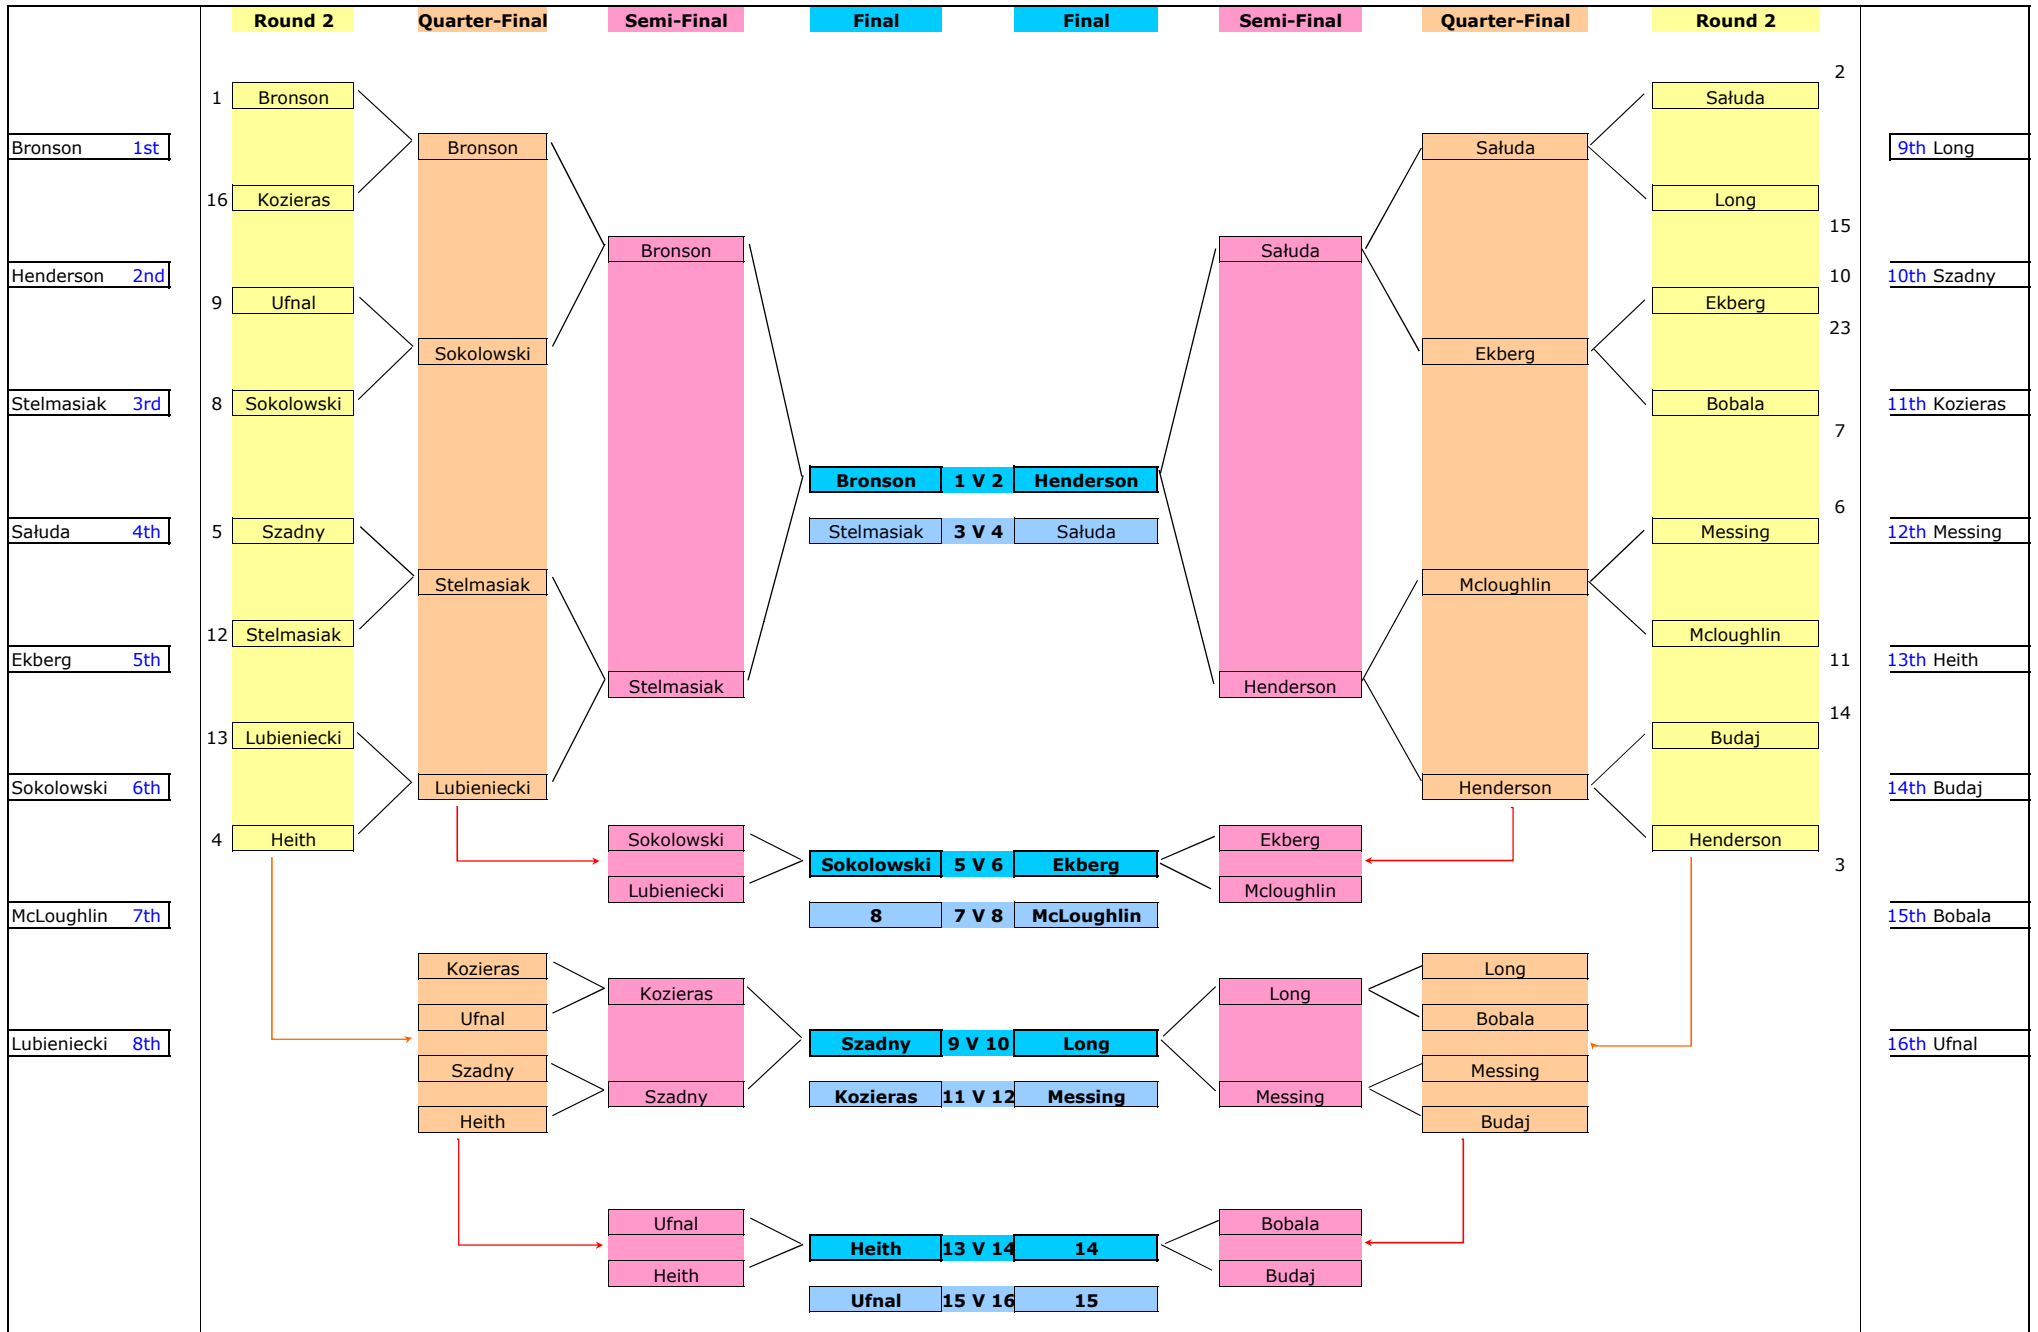 Round 2 Quarter-Final Semi-Final Final Final Semi-Final Quarter-Final Round 2
2
1 Bronson Sałuda
Bronson 1st Bronson Sałuda 9th Long
16 Kozieras Long
15
Bronson Sałuda
Henderson 2nd 10 10th Szadny
9 Ufnal Ekberg
23
Sokolowski Ekberg
Stelmasiak 3rd 8 Sokolowski Bobala 11th Kozieras
7
Bronson 1 V 2 Henderson
6
Sałuda 4th 5 Szadny Stelmasiak 3 V 4 Sałuda Messing 12th Messing
Stelmasiak Mcloughlin
12 Stelmasiak Mcloughlin
Ekberg 5th 11 13th Heith
Stelmasiak Henderson
14
13 Lubieniecki Budaj
Sokolowski 6th Lubieniecki Henderson 14th Budaj
4 Heith Sokolowski Ekberg Henderson
Sokolowski 5 V 6 Ekberg 3
Lubieniecki Mcloughlin
McLoughlin 7th 8 7 V 8 McLoughlin 15th Bobala
Kozieras Long
Kozieras Long
Ufnal Bobala
Lubieniecki 8th Szadny 9 V 10 Long 16th Ufnal
Szadny Messing
Szadny Kozieras 11 V 12 Messing Messing
Heith Budaj
Ufnal Bobala
Heith 13 V 14 14
Heith Budaj
Ufnal 15 V 16 15